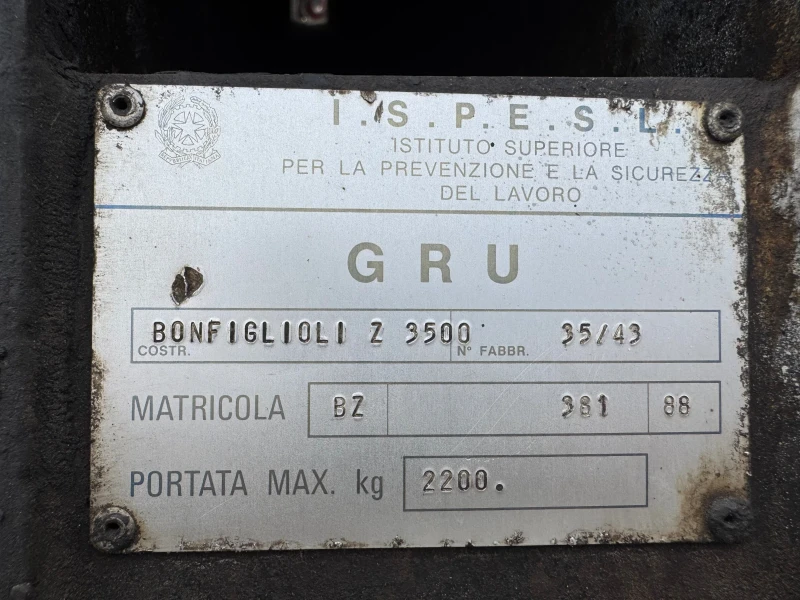 I.S.P.E.S.L.
ISTITUTO SUPERIORE
PER LA PREVENZIONE E LA SICUREZZA
DEL LAVORO
GRU
BONFIGLIOLI Z 3500 35/43
COSTR. N° FABBR.
MATRICOLA BZ 381 88
PORTATA MAX. kg 2200.